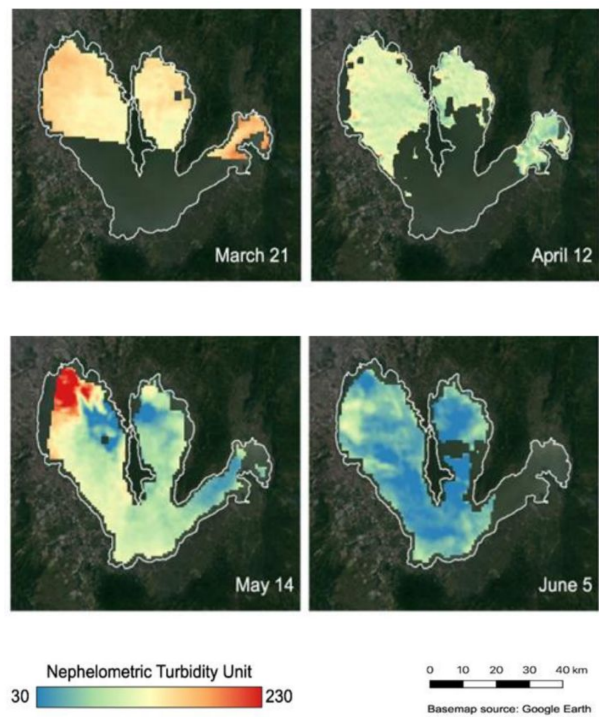 March 21
April 12
May 14
June 5
Nephelometric Turbidity Unit
30
230
0 10 20 30 40 km
Basemap source: Google Earth